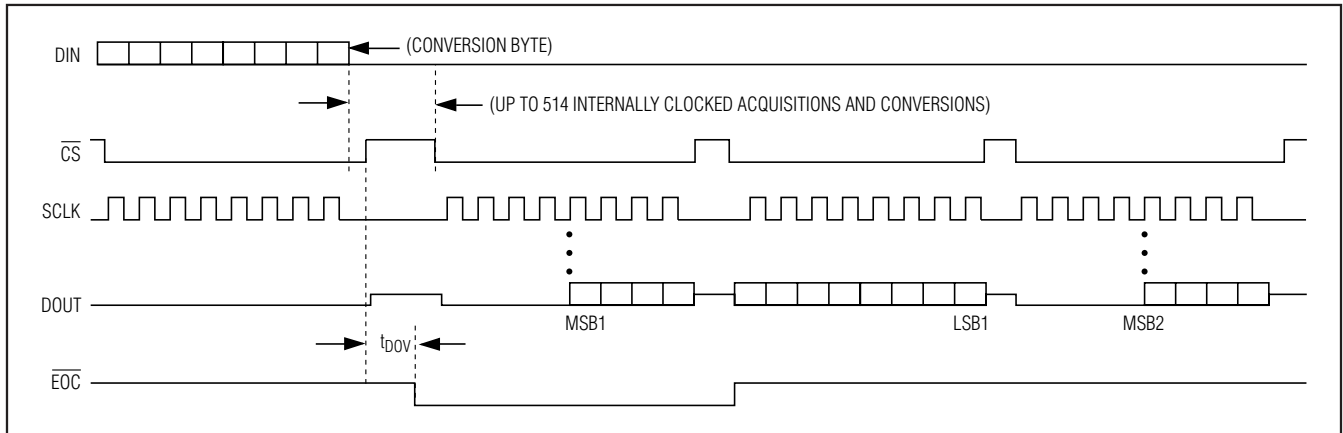 DIN
(CONVERSION BYTE)
(UP TO 514 INTERNALLY CLOCKED ACQUISITIONS AND CONVERSIONS)
CS
SCLK
DOUT
MSB1
LSB1
MSB2
tDOV
EOC